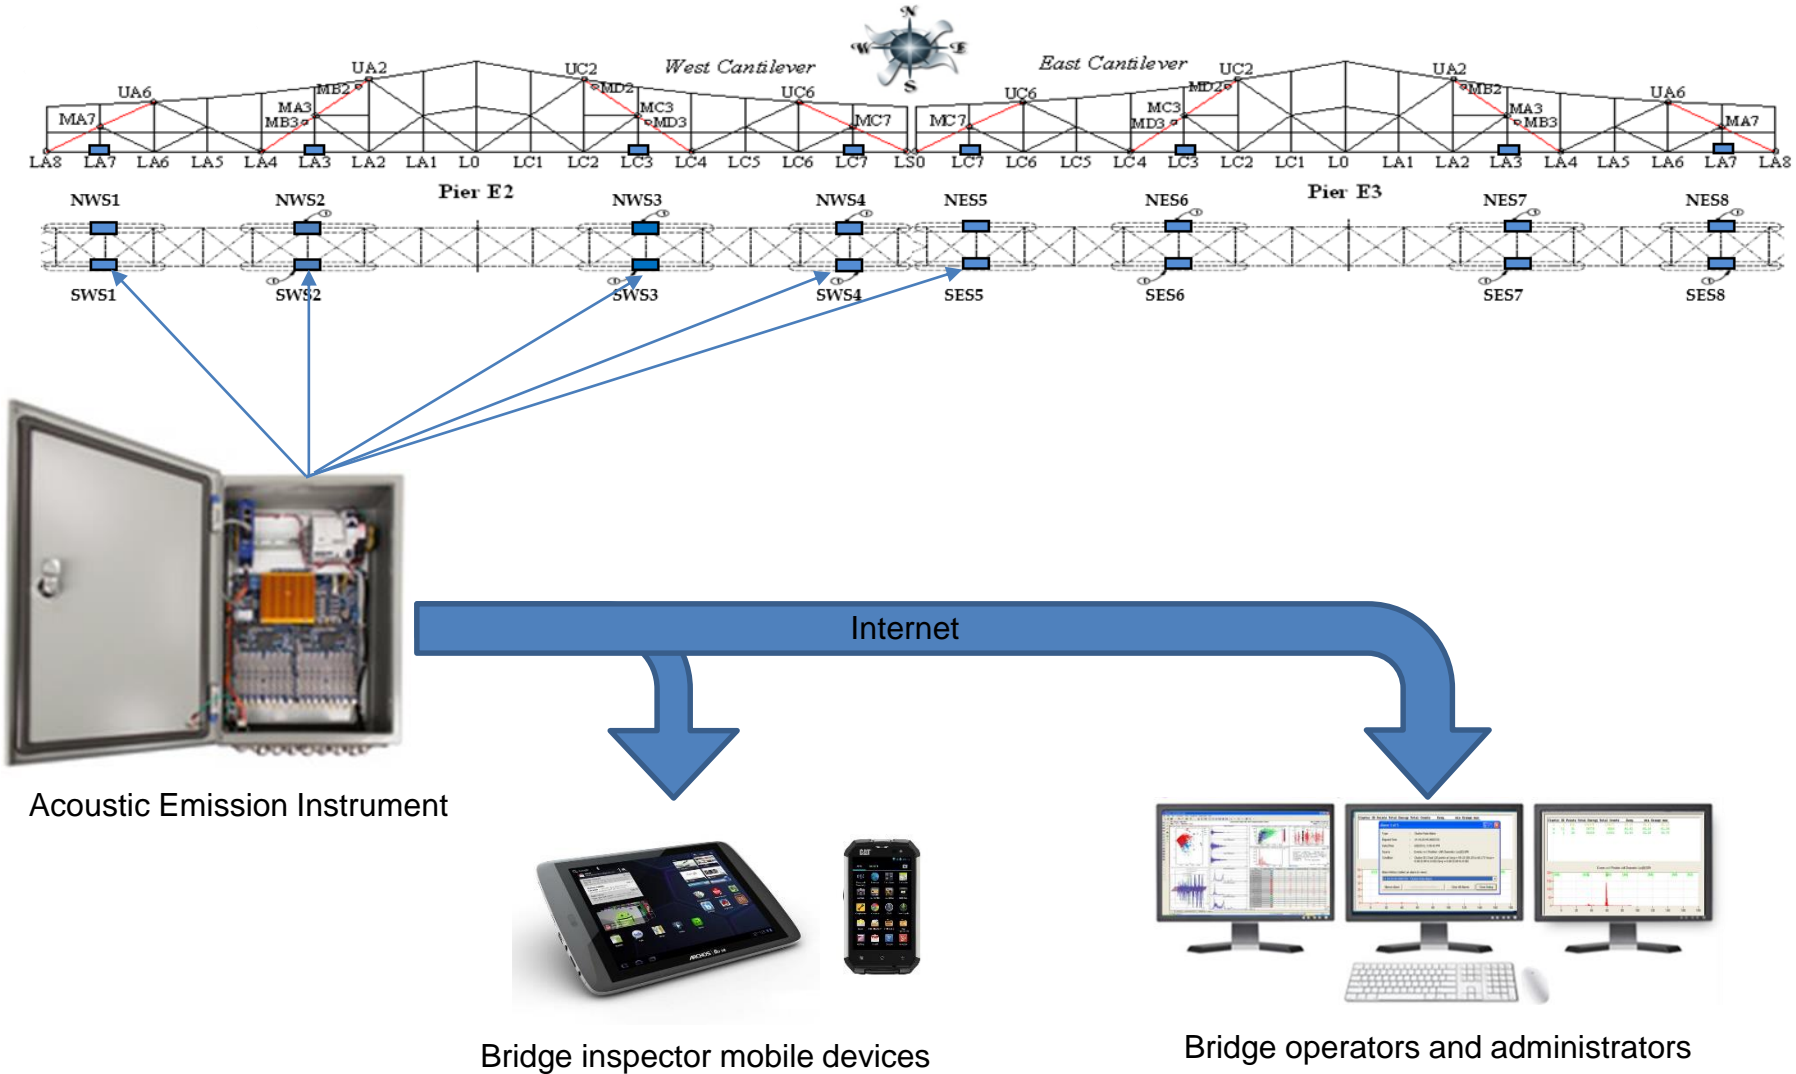 N
W E
S
West Cantilever
East Cantilever
UA6 UA2 UC2 UC6 UC6 UC2 UA2 UA6
MB2 MD2 MD2 MB2
MA3 MC3 MC3 MA3
MA7 MB3 MD3 MC7 MC7 MD3 MB3 MA7
LA8 LA7 LA6 LA5 LA4 LA3 LA2 LA1 L0 LC1 LC2 LC3 LC4 LC5 LC6 LC7 LS0 LC7 LC6 LC5 LC4 LC3 LC2 LC1 L0 LA1 LA2 LA3 LA4 LA5 LA6 LA7 LA8
Pier E2 Pier E3
NWS1 NWS2 NWS3 NWS4 NES5 NES6 NES7 NES8
SWS1 SWS2 SWS3 SWS4 SES5 SES6 SES7 SES8
Internet
Acoustic Emission Instrument
CAT
ARCHOS
Bridge inspector mobile devices
Bridge operators and administrators